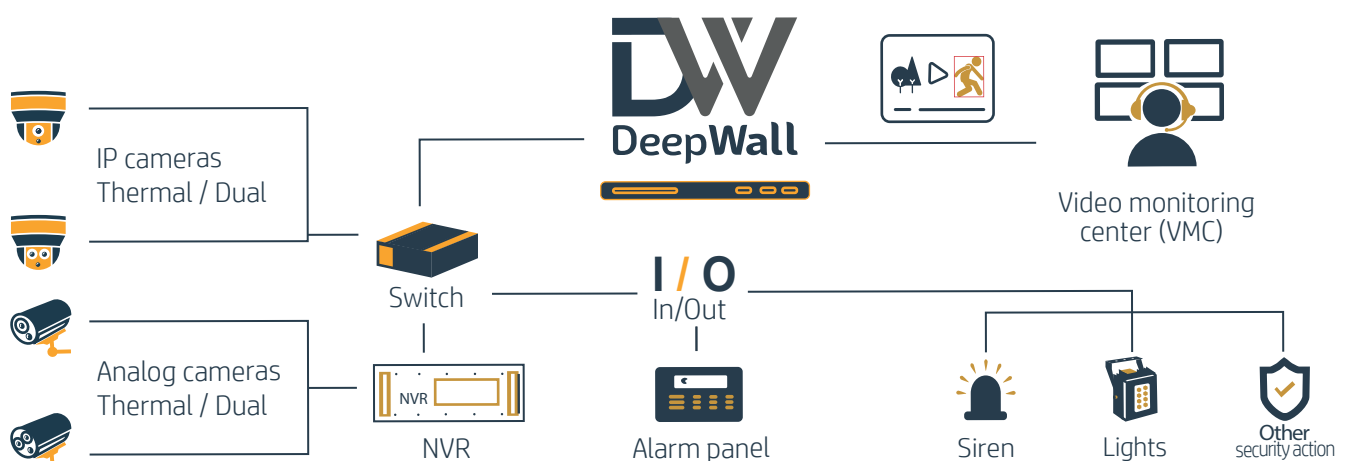 DW
DeepWall
IP cameras
Thermal / Dual
Video monitoring
center (VMC)
Switch
I / O
In/Out
Analog cameras
Thermal / Dual
NVR
NVR
Alarm panel
Siren
Lights
Other
security action